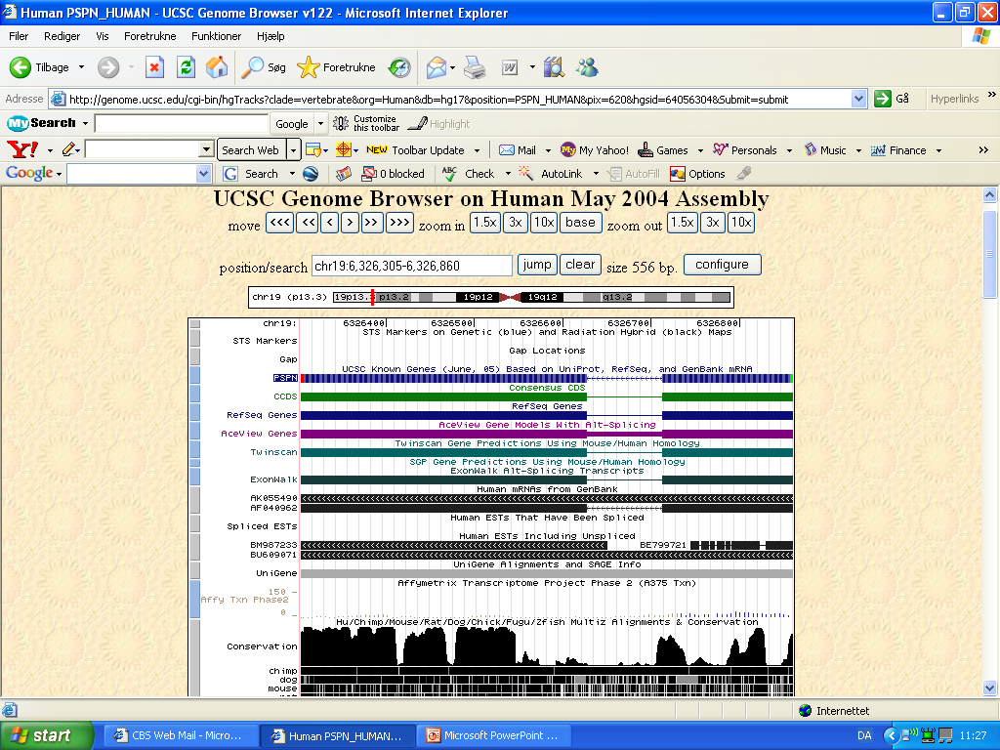 Human PSPN_HUMAN - UCSC Genome Browser v122 - Microsoft Internet Explorer
Filer Rediger Vis Foretrukne Funktioner Hjælp
Tilbage Søg Foretrukne
Adresse http://genome.ucsc.edu/cgi-bin/hgTracks?clade=vertebrate&org=Human&db=hg17&position=PSPN_HUMAN&pix=620&hgsid=64056304&Submit=submit Gå Hyperlinks »
My Search Google Customize this toolbar Highlight
Y! Search Web NEW Toolbar Update Mail My Yahoo! Games Personals Music Finance »
Google G Search 0 blocked ABC Check AutoLink AutoFill Options
UCSC Genome Browser on Human May 2004 Assembly
move <<< << < > >> >>> zoom in 1.5x 3x 10x base zoom out 1.5x 3x 10x
position/search chr19:6,326,305-6,326,860 jump clear size 556 bp. configure
chr19 (p13.3) 19p13.3 p13.2 19p12 19q12 q13.2
chr19: 6326400 6326500 6326600 6326700 6326800
STS Markers on Genetic (blue) and Radiation Hybrid (black) Maps
STS Markers
Gap Locations
Gap
UCSC Known Genes (June, 05) Based on UniProt, RefSeq, and GenBank mRNA
PSPN
Consensus CDS
CCDS
RefSeq Genes
RefSeq Genes
AceView Gene Models With Alt-Splicing
AceView Genes
Twinscan Gene Predictions Using Mouse/Human Homology
Twinscan
SGP Gene Predictions Using Mouse/Human Homology
ExonWalk Alt-Splicing Transcripts
ExonWalk
Human mRNAs from GenBank
AK055490
AF040962
Human ESTs That Have Been Spliced
Spliced ESTs
Human ESTs Including Unspliced
BM987233 BE799721
BU609071
UniGene Alignments and SAGE Info
UniGene
Affymetrix Transcriptome Project Phase 2 (A375 Txn)
150 _
Affy Txn Phase2
0 _
Hu/Chimp/Mouse/Rat/Dog/Chick/Fugu/Zfish Multiz Alignments & Conservation
Conservation
chimp
dog
mouse
Internettet
start CBS Web Mail - Micro... Human PSPN_HUMAN... Microsoft PowerPoint ... DA 11:27